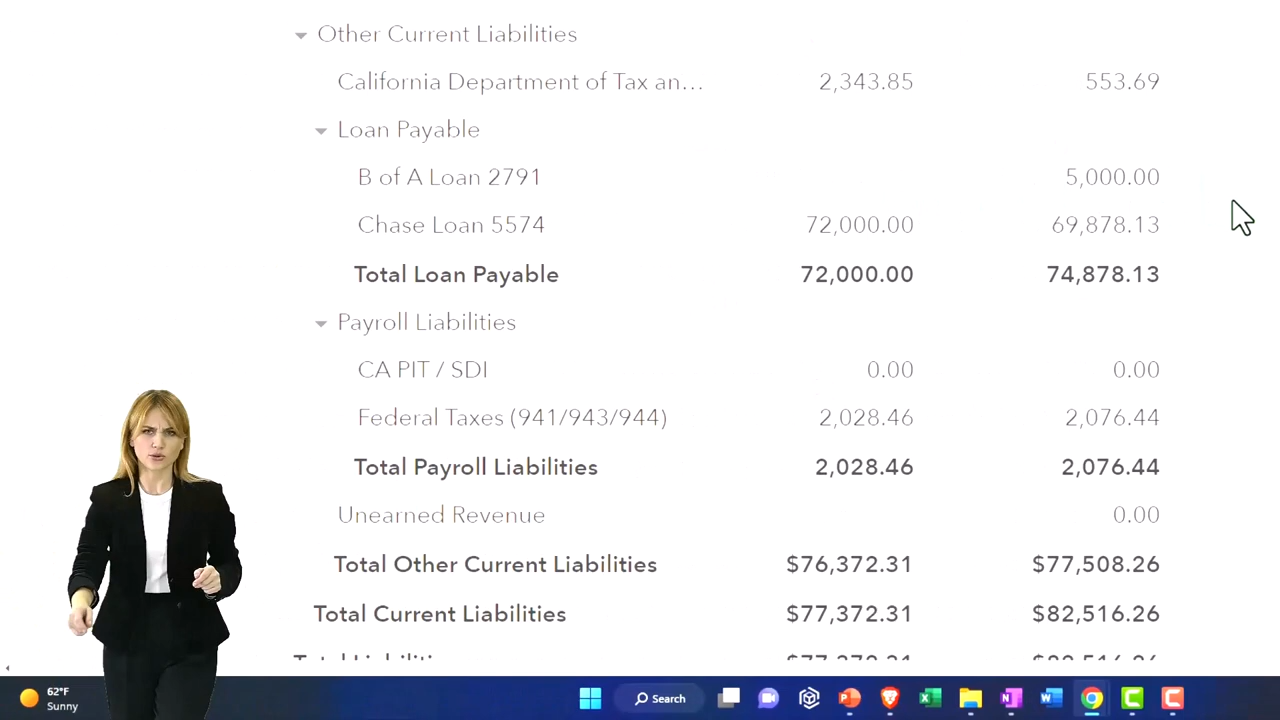 Other Current Liabilities
California Department of Tax an... 2,343.85 553.69
Loan Payable
B of A Loan 2791 5,000.00
Chase Loan 5574 72,000.00 69,878.13
Total Loan Payable 72,000.00 74,878.13
Payroll Liabilities
CA PIT / SDI 0.00 0.00
Federal Taxes (941/943/944) 2,028.46 2,076.44
Total Payroll Liabilities 2,028.46 2,076.44
Unearned Revenue 0.00
Total Other Current Liabilities $76,372.31 $77,508.26
Total Current Liabilities $77,372.31 $82,516.26
62°F
Sunny
Search